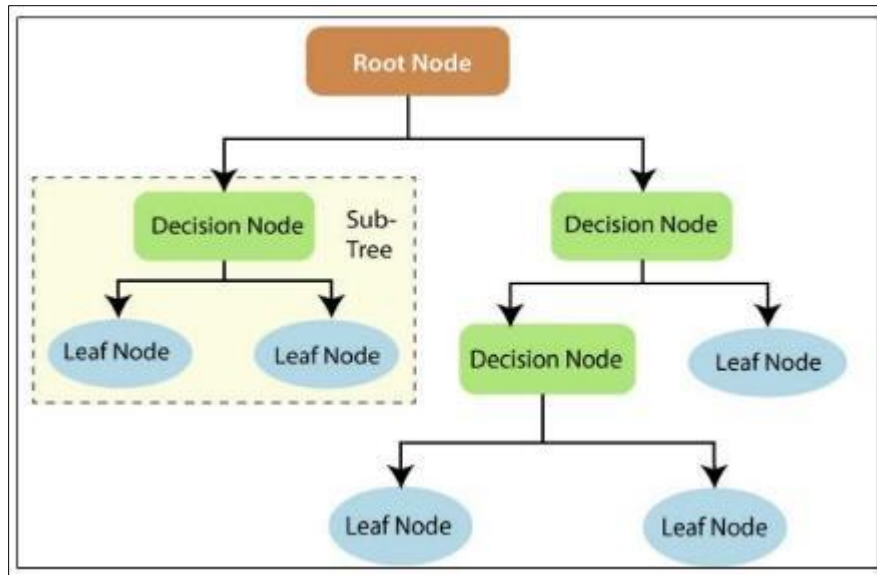 Root Node
Decision Node
Sub-
Tree
Decision Node
Leaf Node
Leaf Node
Decision Node
Leaf Node
Leaf Node
Leaf Node